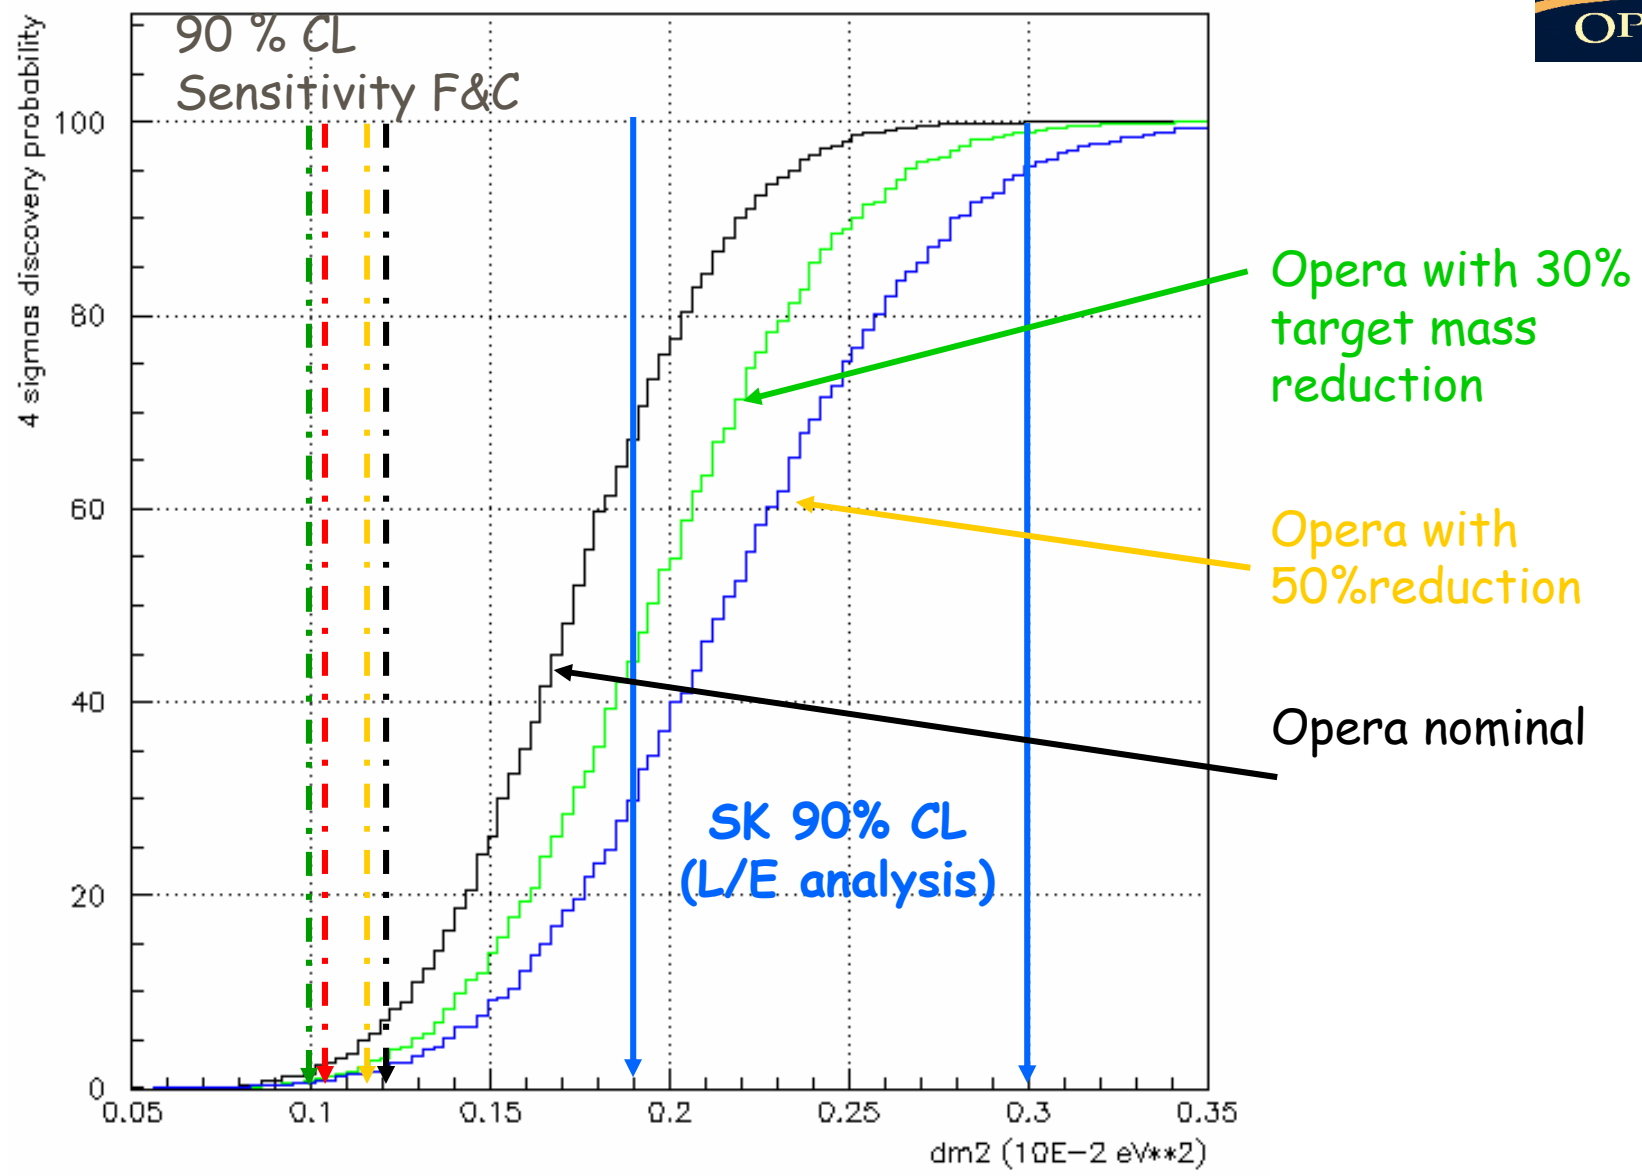 90 % CL
Sensitivity F&C
OP
4 sigmas discovery probability
100
80
60
40
20
0
0.05
0.1
0.15
0.2
0.25
0.3
0.35
dm2 (10E-2 eV**2)
SK 90% CL
(L/E analysis)
Opera with 30%
target mass
reduction
Opera with
50%reduction
Opera nominal